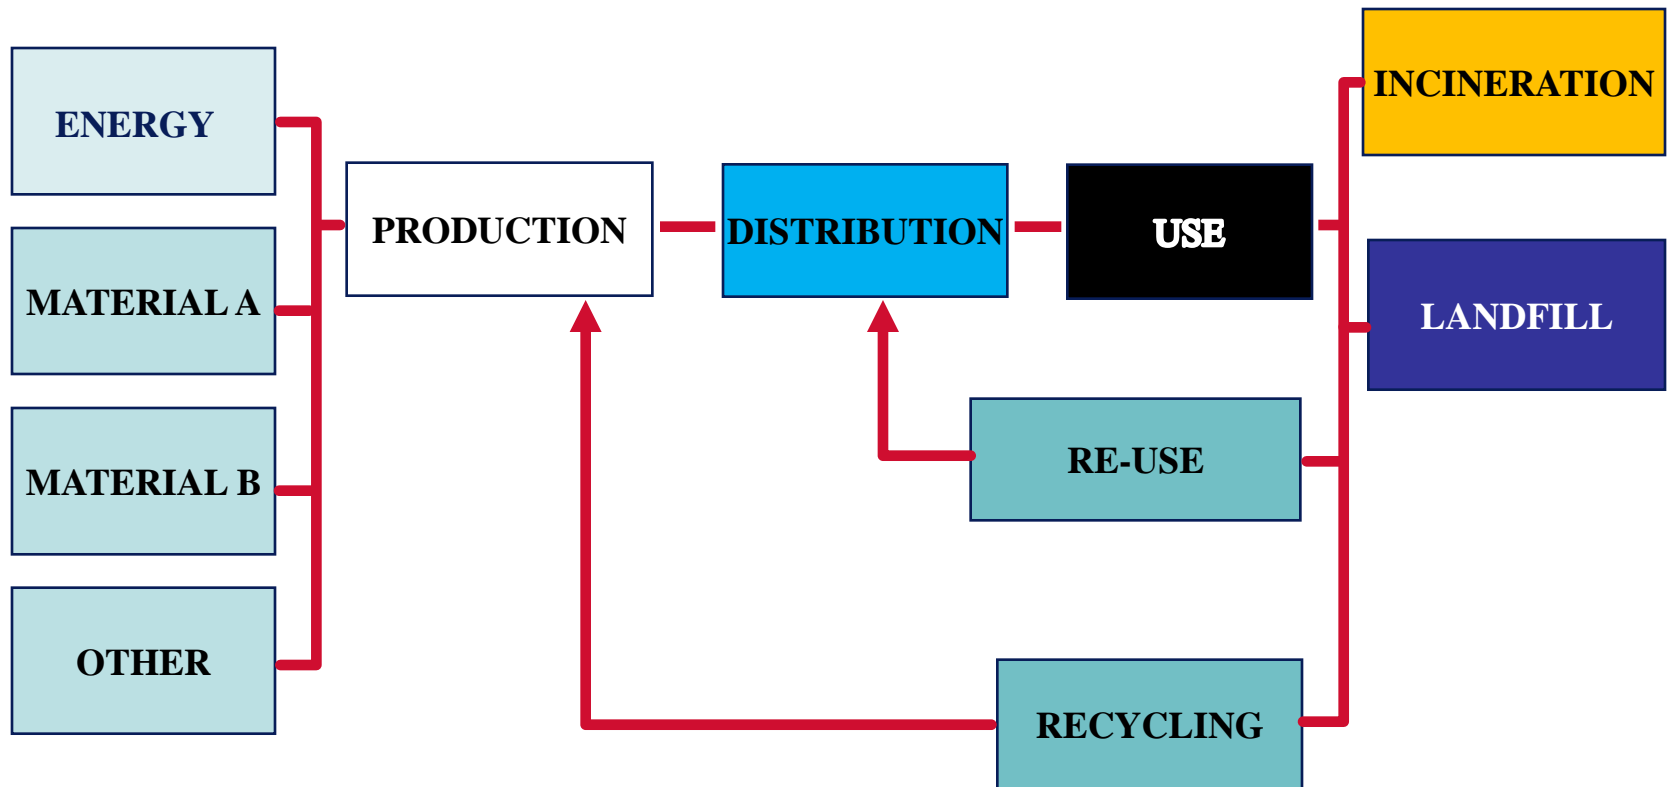 ENERGY
MATERIAL A
MATERIAL B
OTHER
PRODUCTION
DISTRIBUTION
USE
INCINERATION
LANDFILL
RE-USE
RECYCLING